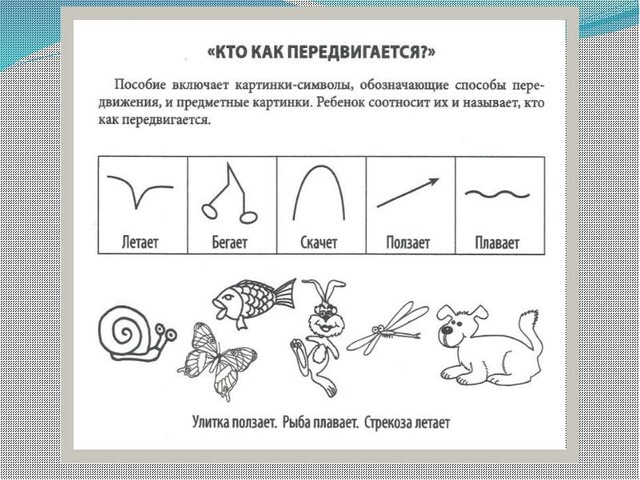 «КТО КАК ПЕРЕДВИГАЕТСЯ?»
Пособие включает картинки-символы, обозначающие способы пере-
движения, и предметные картинки. Ребенок соотносит их и называет, кто
как передвигается.
Летает Бегает Скачет Ползает Плавает
Улитка ползает. Рыба плавает. Стрекоза летает